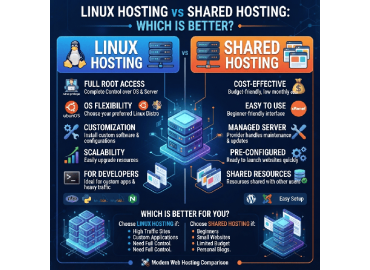 LINUX HOSTING vs SHARED HOSTING:
WHICH IS BETTER?
LINUX
HOSTING
VS
SHARED
HOSTING
FULL ROOT ACCESS
Complete Control over OS & Server
OS FLEXIBILITY
Choose your preferred Linux Distro
CUSTOMIZATION
Install custom software &
configurations
SCALABILITY
Easily upgrade resources
FOR DEVELOPERS
Ideal for custom apps &
heavy traffic
COST-EFFECTIVE
Budget-friendly, low monthly
EASY TO USE
Beginner-friendly interface
MANAGED SERVER
Provider handles maintenance
& updates
PRE-CONFIGURED
Ready to launch websites quickly
SHARED RESOURCES
Resources shared with other
Easy Setup
WHICH IS BETTER FOR YOU?
Choose LINUX HOSTING if:
• High Traffic Sites
• Custom Applications
• Need Full Control,
• Need Full Control.
Choose SHARED HOSTING if:
• Beginners
• Small Websites
• Limited Budget
• Personal Blogs.
Modern Web Hosting Comparison